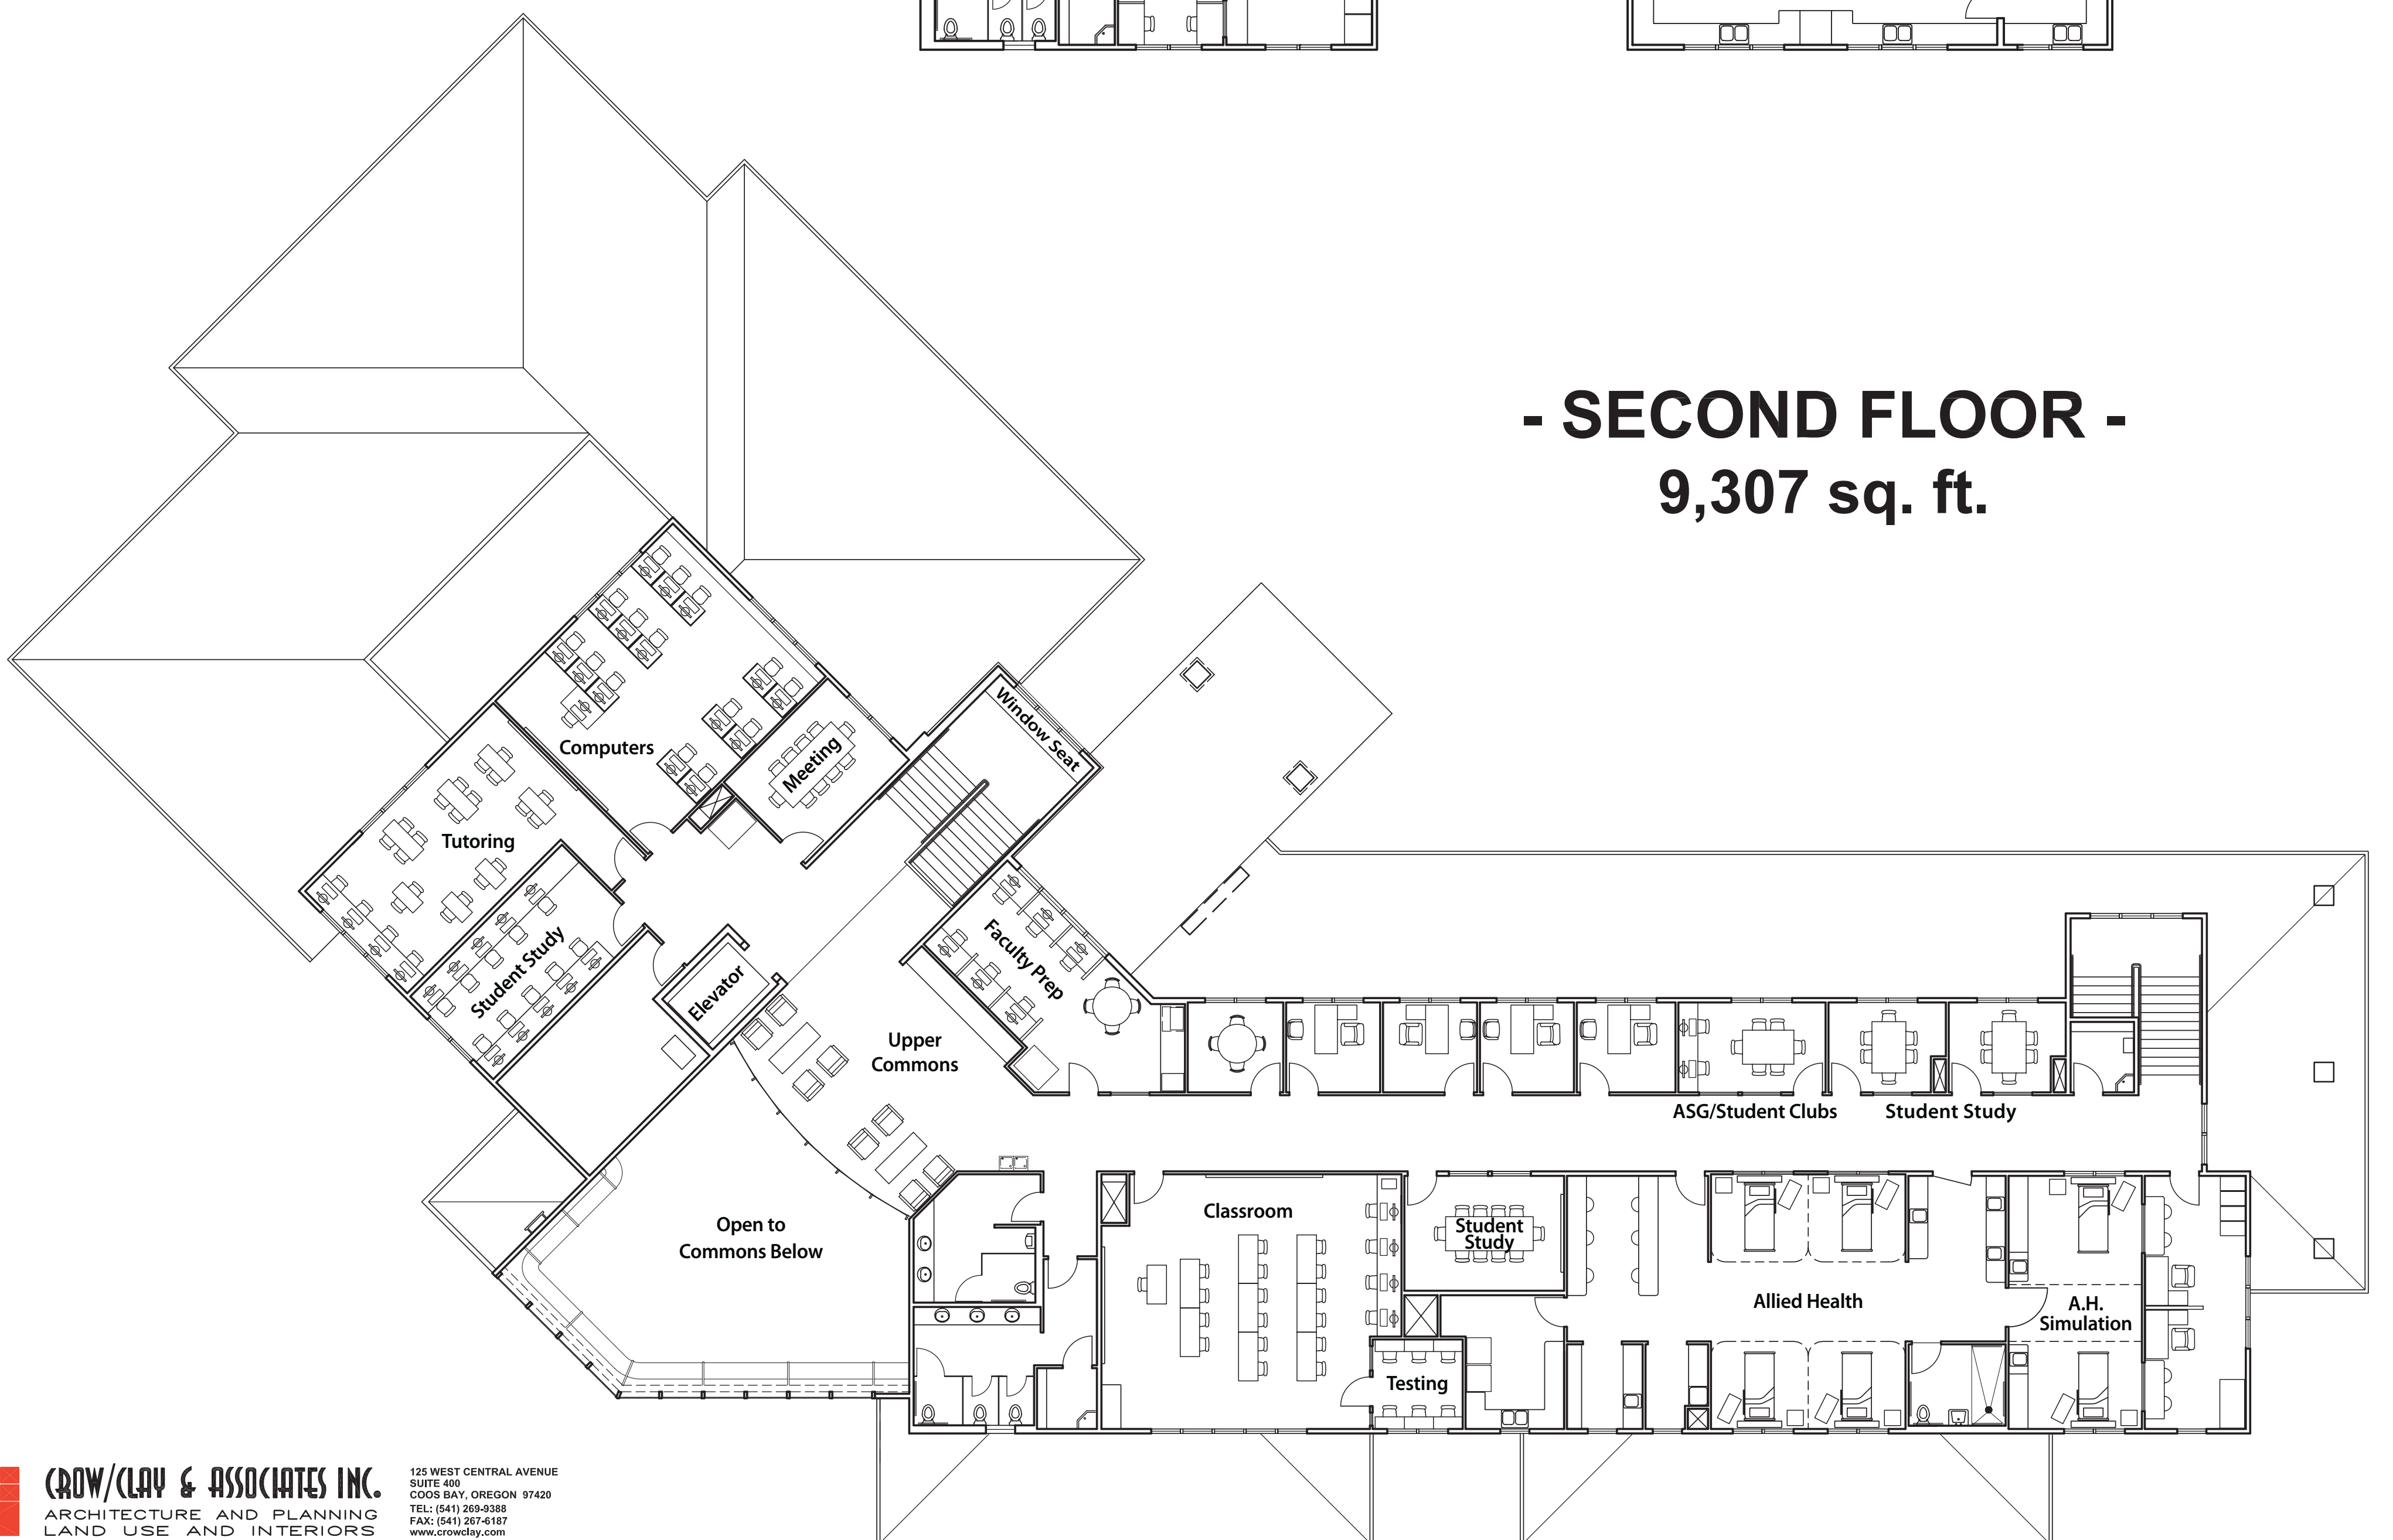 - SECOND FLOOR -
9,307 sq. ft.
Window Seat
Computers
Meeting
Tutoring
Student Study
Elevator
Faculty Prep
Upper
Commons
ASG/Student Clubs
Student Study
Open to
Commons Below
Classroom
Student
Study
Testing
Allied Health
A.H.
Simulation
CROW/CLAY & ASSOCIATES INC.
ARCHITECTURE AND PLANNING
LAND USE AND INTERIORS
125 WEST CENTRAL AVENUE
SUITE 400
COOS BAY, OREGON 97420
TEL: (541) 269-9388
FAX: (541) 267-6187
www.crowclay.com